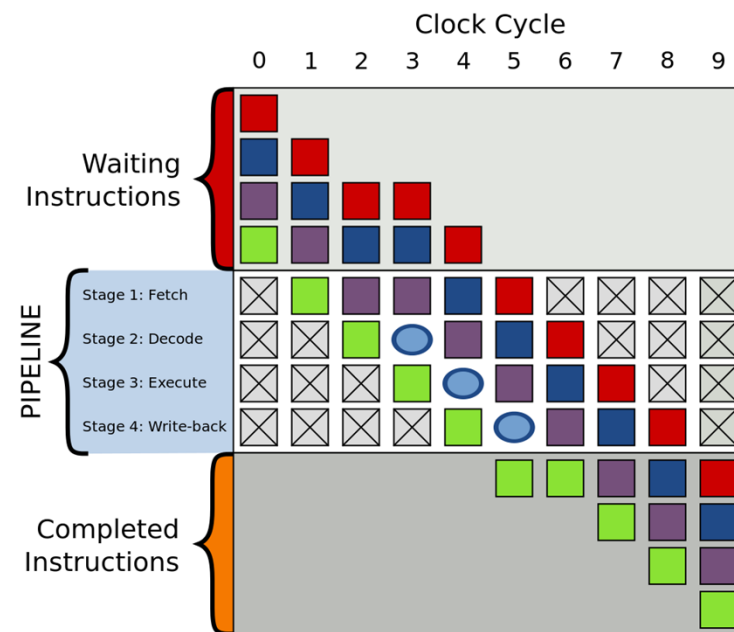 Clock Cycle
0 1 2 3 4 5 6 7 8 9
Waiting
Instructions
PIPELINE
Stage 1: Fetch
Stage 2: Decode
Stage 3: Execute
Stage 4: Write-back
Completed
Instructions